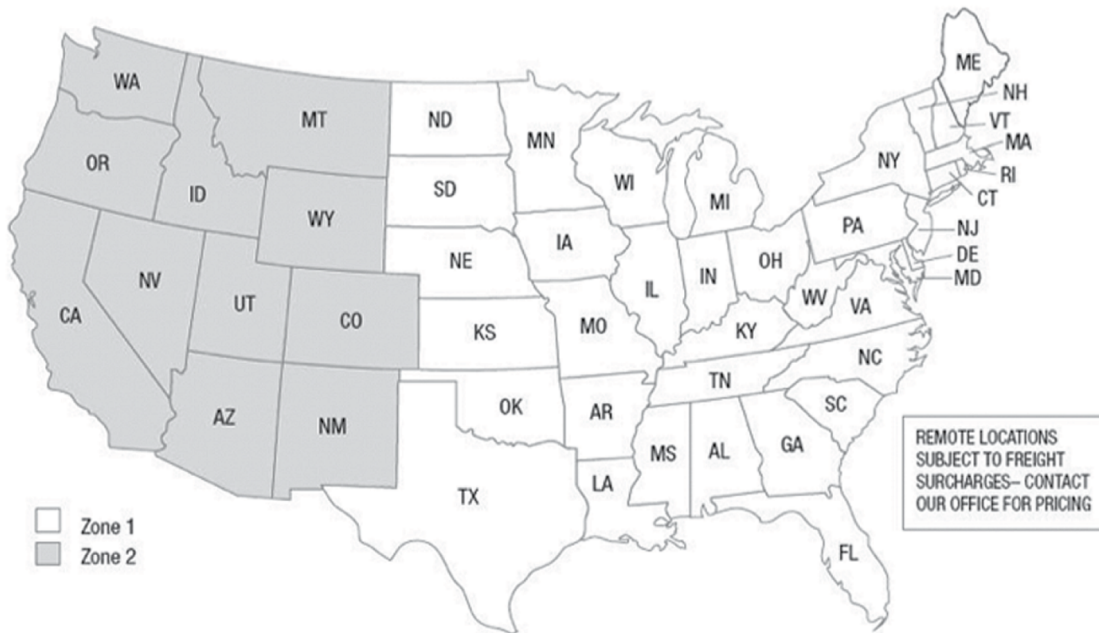 ME
WA
NH
MT
ND
VT
MN
MA
OR
NY
RI
SD
WI
ID
CT
MI
WY
PA
NJ
IA
NE
OH
DE
NV
IL
IN
MD
UT
WV
CA
CO
VA
MO
KS
KY
NC
TN
OK
AR
SC
AZ
NM
MS
AL
GA
LA
TX
REMOTE LOCATIONS
SUBJECT TO FREIGHT
SURCHARGES– CONTACT
OUR OFFICE FOR PRICING
Zone 1
Zone 2
FL